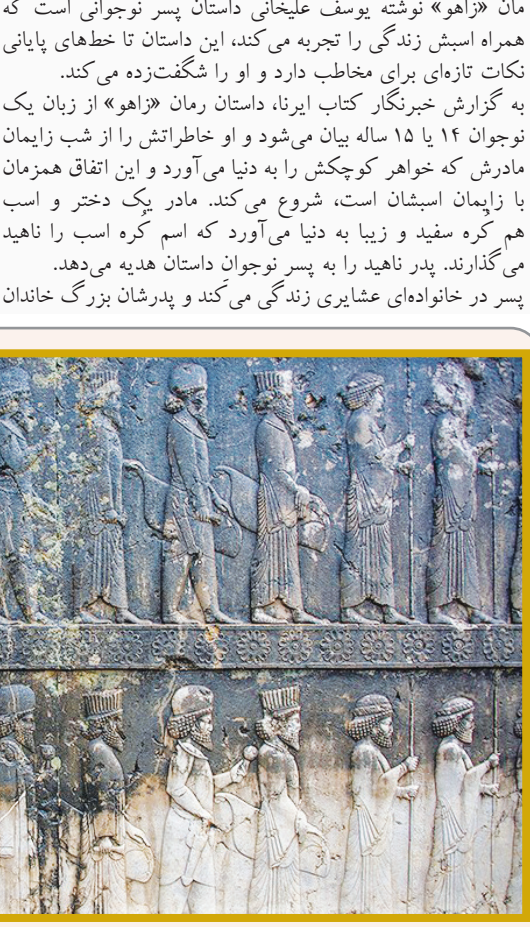 مان «زاهو» نوشته یوسف علیخانی داستان پسر نوجوانی است که
همراه اسبش زندگی را تجربه می‌کند، این داستان تا خط‌های پایانی
نکات تازه‌ای برای مخاطب دارد و او را شگفت‌زده می‌کند.
به گزارش خبرنگار کتاب ایرنا، داستان رمان «زاهو» از زبان یک
نوجوان ۱۴ یا ۱۵ ساله بیان می‌شود و او خاطراتش را از شب زایمان
مادرش که خواهر کوچکش را به دنیا می‌آورد و این اتفاق همزمان
با زایمان اسبشان است، شروع می‌کند. مادر یک دختر و اسب
هم کُره سفید و زیبا به دنیا می‌آورد که اسم کُره اسب را ناهید
می‌گذارند. پدر ناهید را به پسر نوجوانِ داستان هدیه می‌دهد.
پسر در خانواده‌ای عشایری زندگی می‌کَند و پدرشان بزرگ خاندان